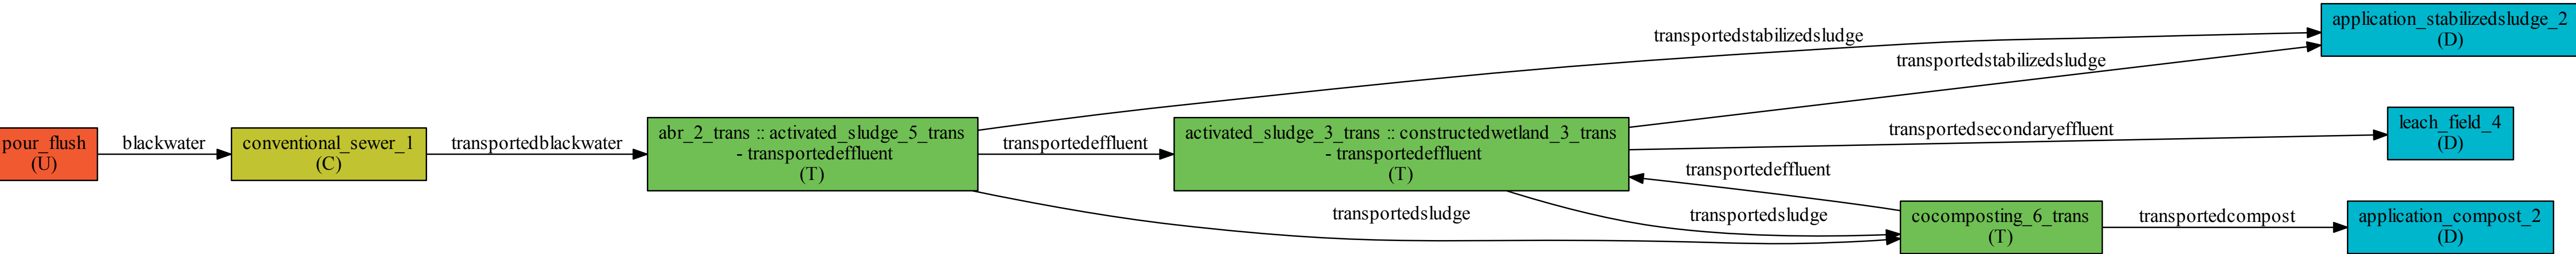 pour_flush
(U)
blackwater
conventional_sewer_1
(C)
transportedblackwater
abr_2_trans :: activated_sludge_5_trans
- transportedeffluent
(T)
transportedstabilizedsludge
transportedeffluent
transportedsludge
activated_sludge_3_trans :: constructedwetland_3_trans
- transportedeffluent
(T)
transportedstabilizedsludge
transportedsecondaryeffluent
transportedeffluent
transportedsludge
cocomposting_6_trans
(T)
transportedcompost
application_stabilizedsludge_2
(D)
leach_field_4
(D)
application_compost_2
(D)